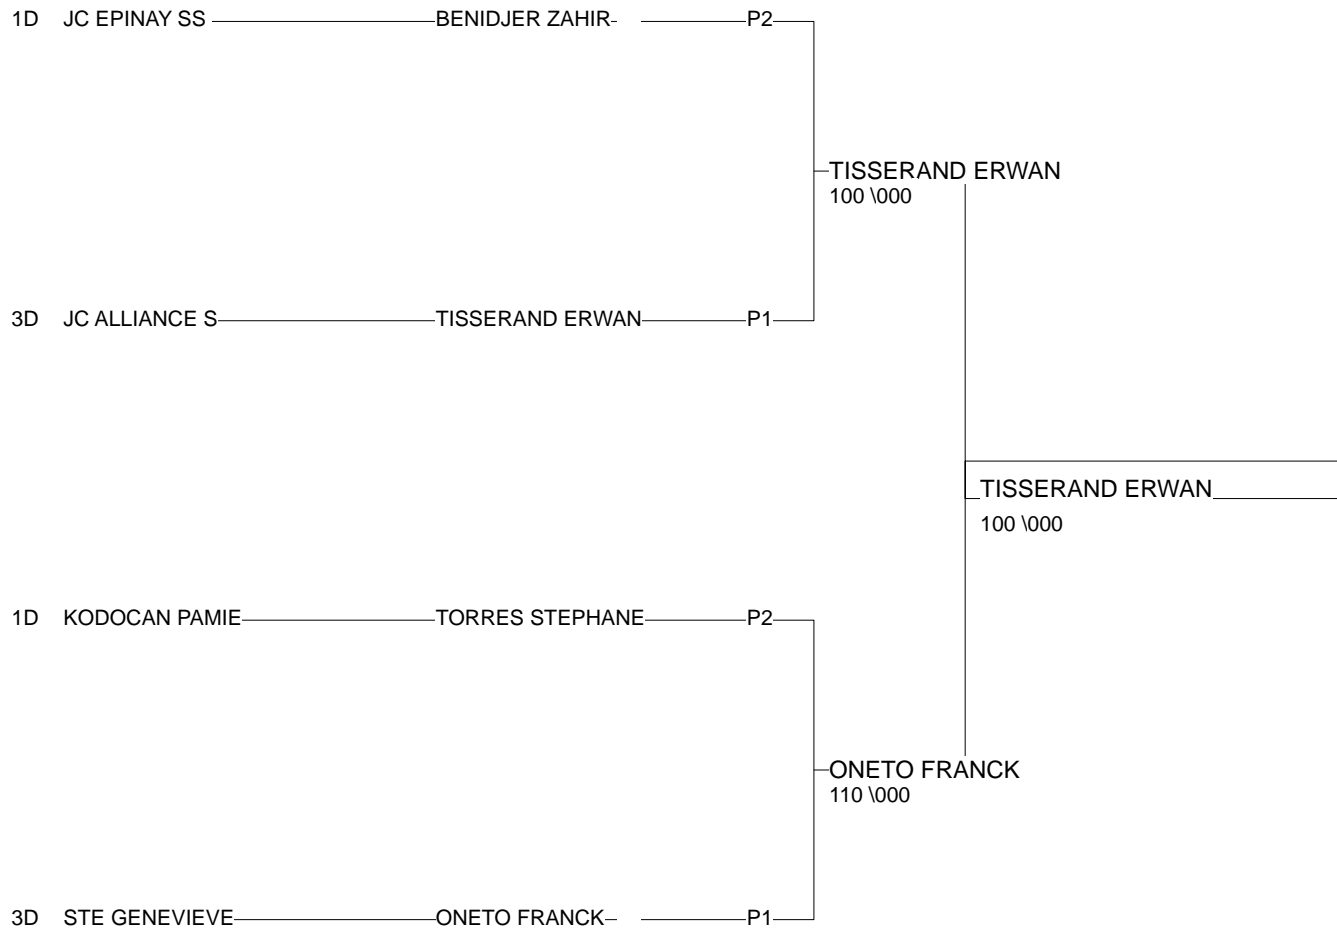 1D JC EPINAY SS BENIDJER ZAHIR P2
TISSERAND ERWAN
100 \000
3D JC ALLIANCE S TISSERAND ERWAN P1
TISSERAND ERWAN
100 \000
1D KODOCAN PAMIE TORRES STEPHANE P2
ONETO FRANCK
110 \000
3D STE GENEVIEVE ONETO FRANCK P1